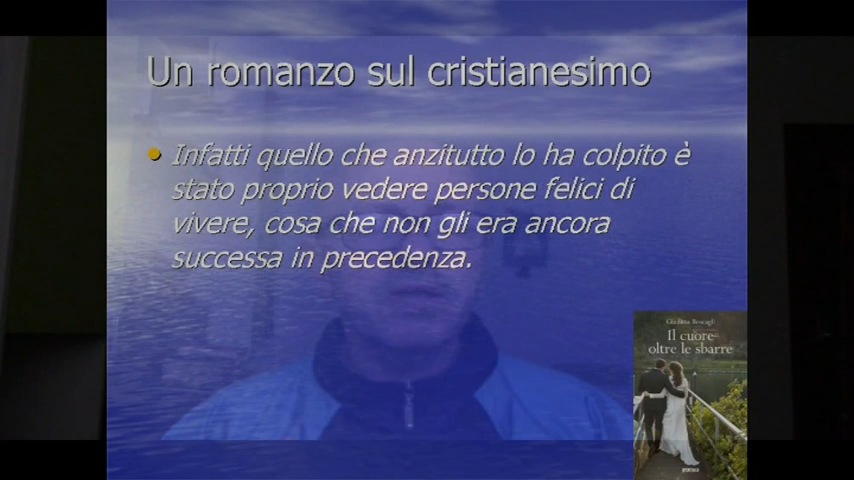 Un romanzo sul cristianesimo
• Infatti quello che anzitutto lo ha colpito è
stato proprio vedere persone felici di
vivere, cosa che non gli era ancora
successa in precedenza.
Il cuore
oltre le sbarre